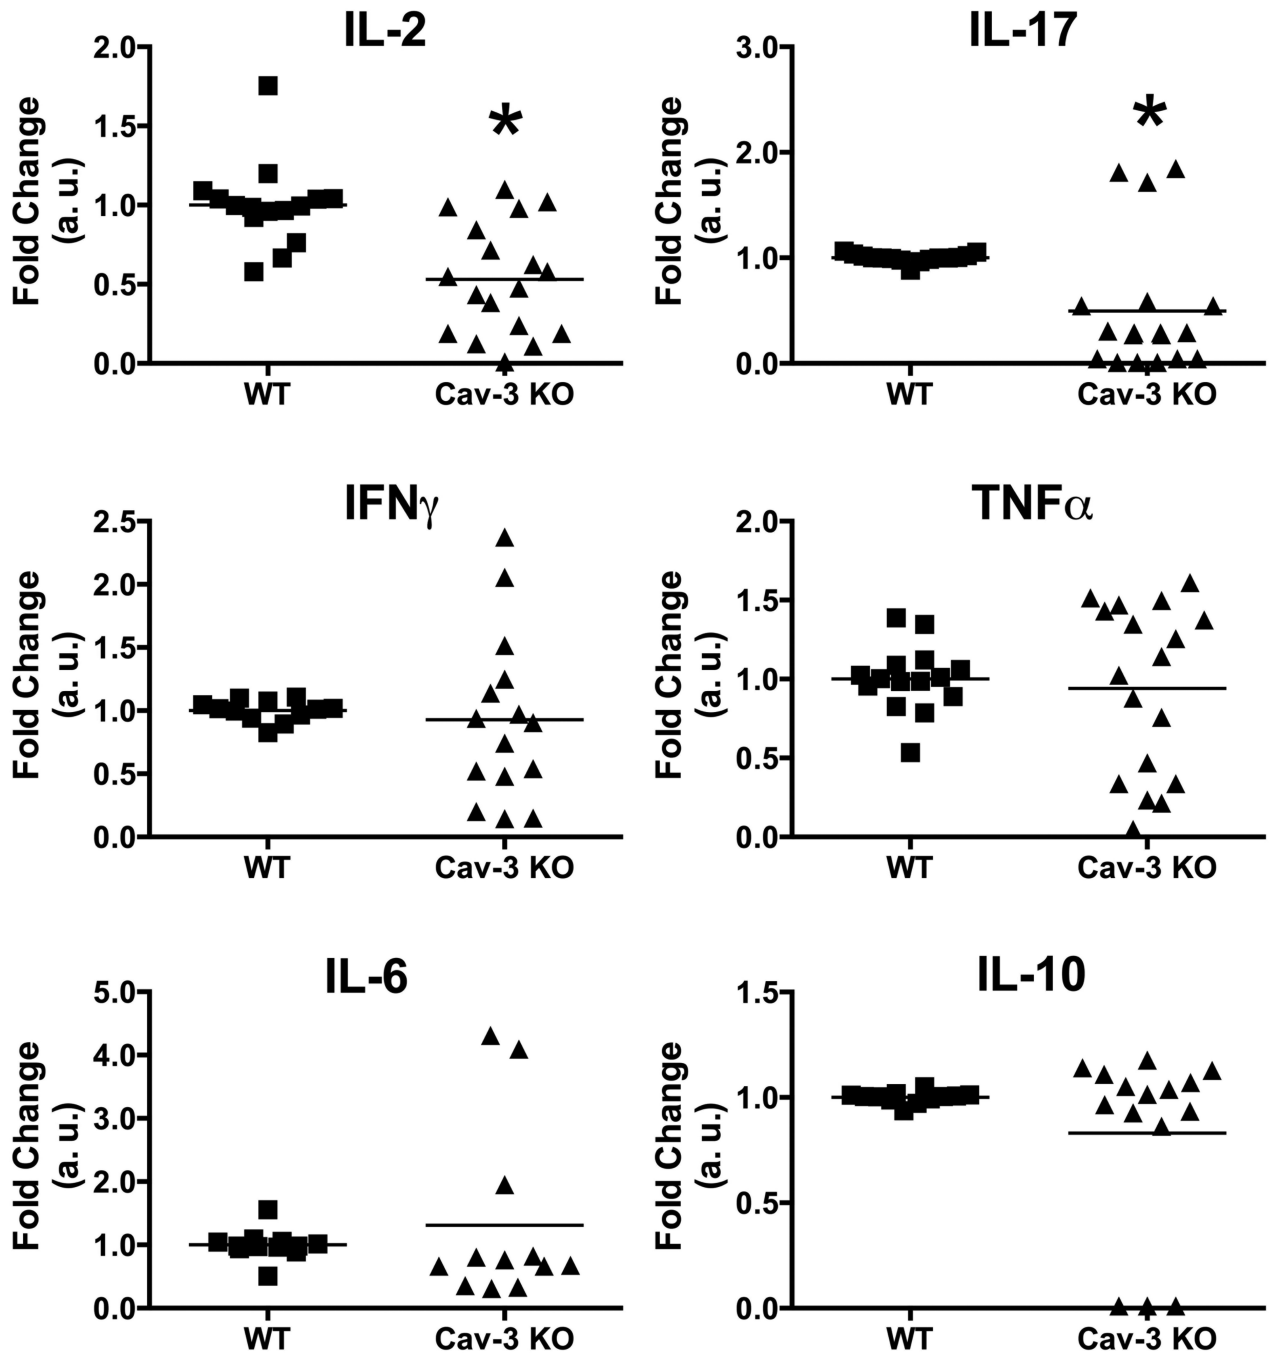 IL-2
2.0
1.5
1.0
0.5
0.0
Fold Change
(a. u.)
*
WT
Cav-3 KO
IL-17
3.0
2.0
1.0
0.0
Fold Change
(a. u.)
*
WT
Cav-3 KO
IFNγ
2.5
2.0
1.5
1.0
0.5
0.0
Fold Change
(a. u.)
WT
Cav-3 KO
TNFα
2.0
1.5
1.0
0.5
0.0
Fold Change
(a. u.)
WT
Cav-3 KO
IL-6
5.0
4.0
3.0
2.0
1.0
0.0
Fold Change
(a. u.)
WT
Cav-3 KO
IL-10
1.5
1.0
0.5
0.0
Fold Change
(a. u.)
WT
Cav-3 KO